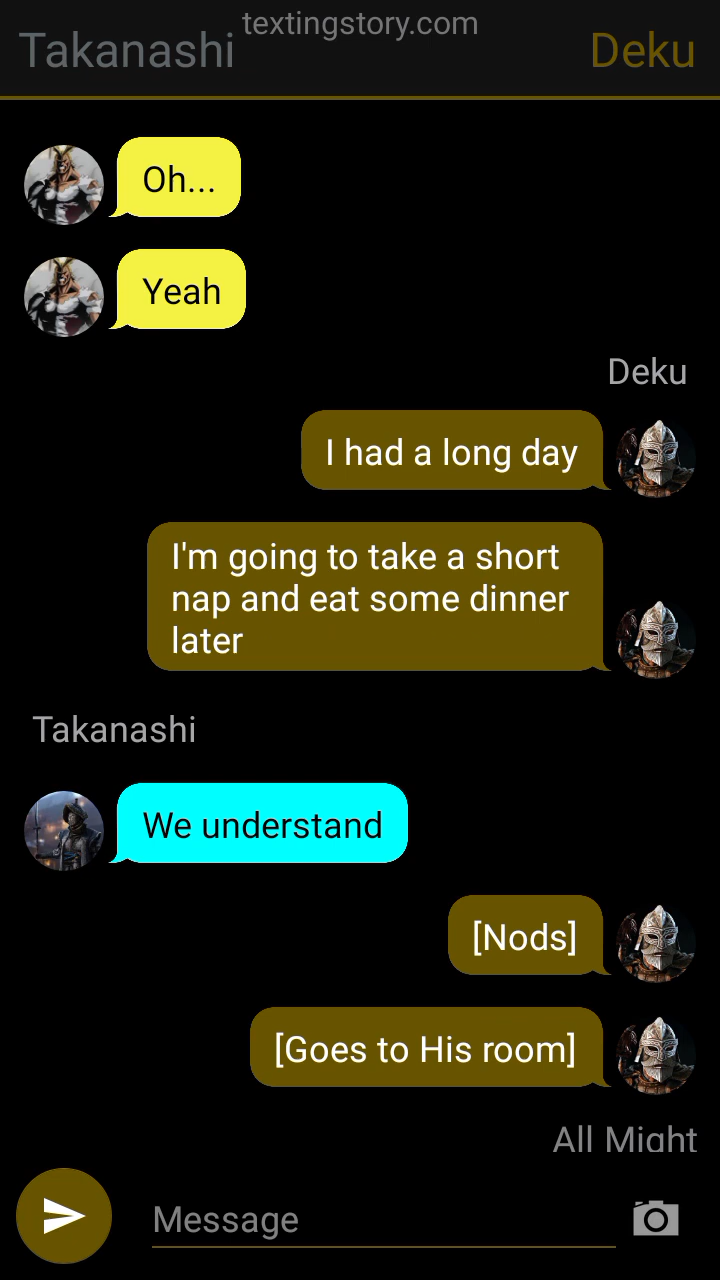 textingstory.com
Takanashi
Deku
Oh...
Yeah
Deku
I had a long day
I'm going to take a short
nap and eat some dinner
later
Takanashi
We understand
[Nods]
[Goes to His room]
All Might
Message